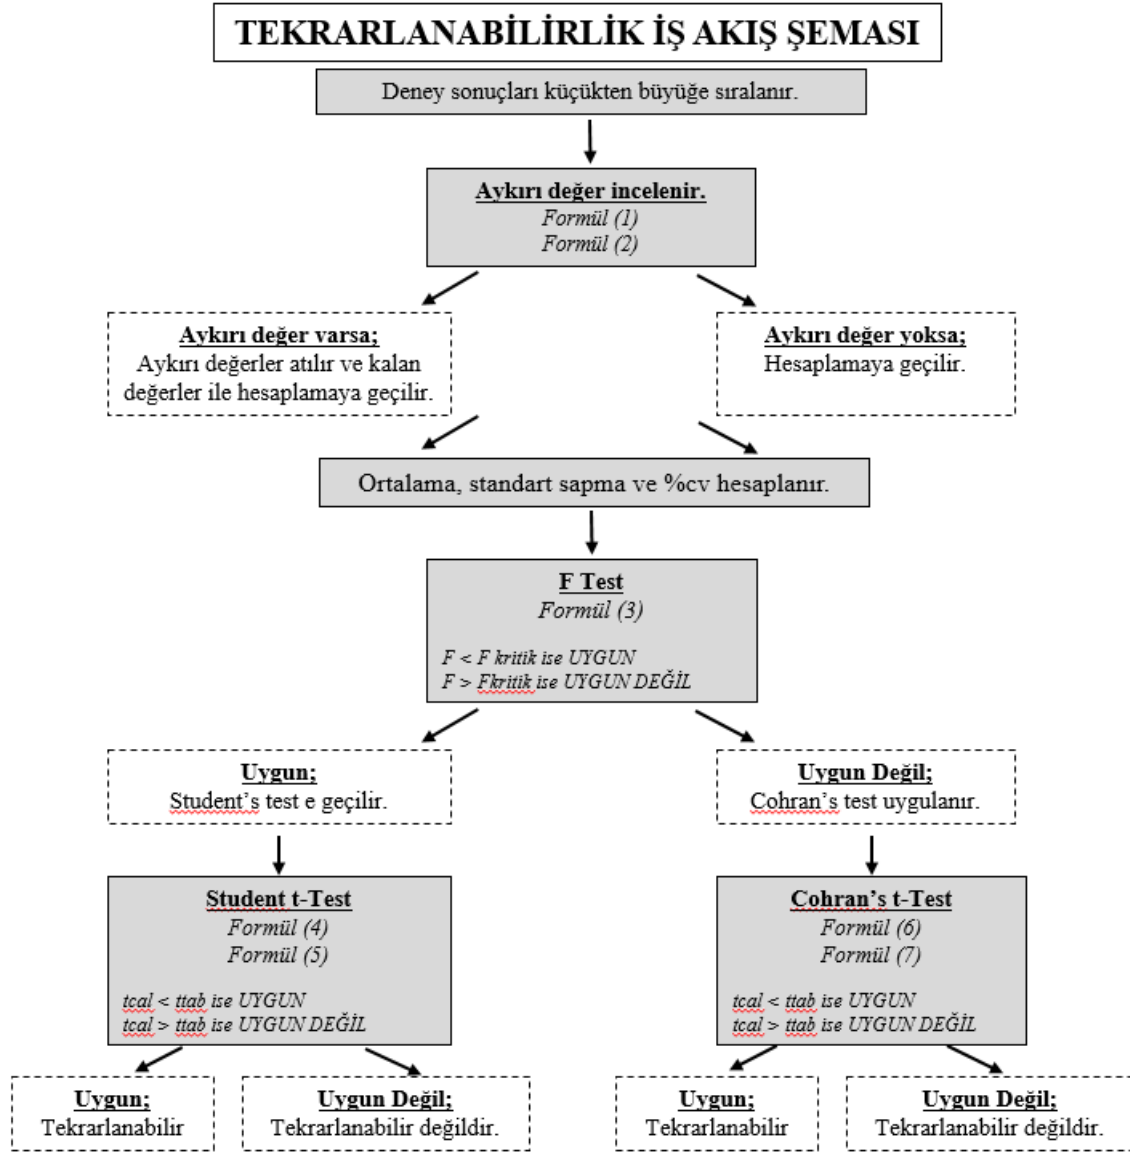 TEKRARLANABİLİRLİK İŞ AKIŞ ŞEMASI
Deney sonuçları küçükten büyüğe sıralanır.
Aykırı değer incelenir.
Formül (1)
Formül (2)
Aykırı değer varsa;
Aykırı değerler atılır ve kalan
değerler ile hesaplamaya geçilir.
Aykırı değer yoksa;
Hesaplamaya geçilir.
Ortalama, standart sapma ve %cv hesaplanır.
F Test
Formül (3)
F < F kritik ise UYGUN
F > Fkritik ise UYGUN DEĞİL
Uygun;
Student’s test e geçilir.
Uygun Değil;
Cohran’s test uygulanır.
Student t-Test
Formül (4)
Formül (5)
tcal < ttab ise UYGUN
tcal > ttab ise UYGUN DEĞİL
Cohran’s t-Test
Formül (6)
Formül (7)
tcal < ttab ise UYGUN
tcal > ttab ise UYGUN DEĞİL
Uygun;
Tekrarlanabilir
Uygun Değil;
Tekrarlanabilir değildir.
Uygun;
Tekrarlanabilir
Uygun Değil;
Tekrarlanabilir değildir.